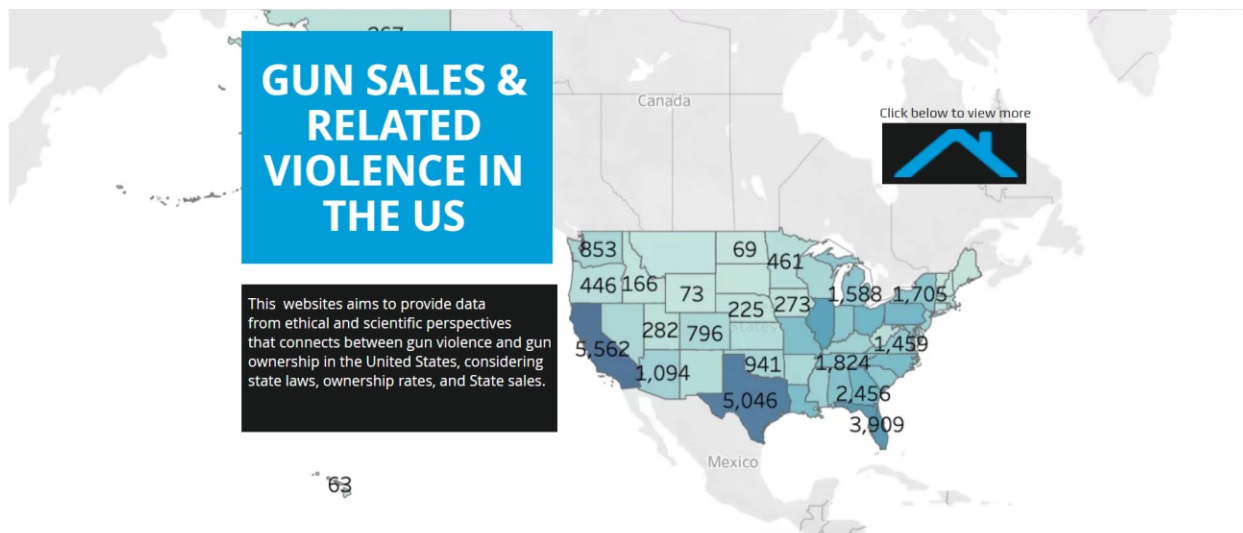 267
GUN SALES &
RELATED
VIOLENCE IN
THE US
Canada
Click below to view more
This websites aims to provide data
from ethical and scientific perspectives
that connects between gun violence and gun
ownership in the United States, considering
state laws, ownership rates, and State sales.
853
69
461
446
166
73
225
273
1,588
1,705
5,562
282
796
1,459
1,094
941
1,824
5,046
2,456
3,909
Mexico
63